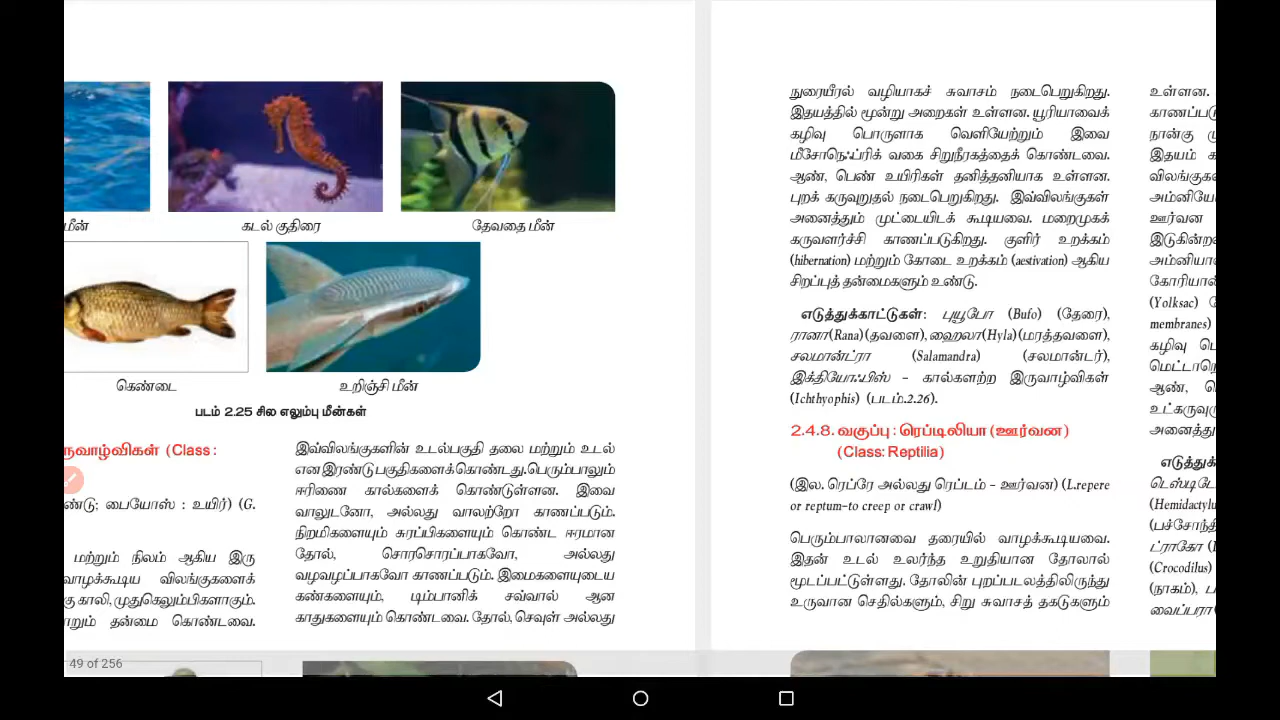 மீன்
கடல் குதிரை
தேவதை மீன்
கெண்டை
உறிஞ்சி மீன்
படம் 2.25 சில எலும்பு மீன்கள்
ருவாழ்விகள் (Class :
ண்டு; பையோஸ் : உயிர்) (G.
மற்றும் நிலம் ஆகிய இரு
வாழக்கூடிய விலங்குகளைக்
கு காலி, முதுகெலும்பிகளாகும்.
றும் தன்மை கொண்டவை.
இவ்விலங்குகளின் உடல்பகுதி தலை மற்றும் உடல்
என இரண்டு பகுதிகளைக் கொண்டது. பெரும்பாலும்
ஈரிணை கால்களைக் கொண்டுள்ளன. இவை
வாலுடனோ, அல்லது வாலற்றோ காணப்படும்.
நிறமிகளையும் சுரப்பிகளையும் கொண்ட ஈரமான
தோல், சொரசொரப்பாகவோ, அல்லது
வழவழப்பாகவோ காணப்படும். இமைகளையுடைய
கண்களையும், டிம்பானிக் சவ்வால் ஆன
காதுகளையும் கொண்டவை. தோல், செவுள் அல்லது
49 of 256
நுரையீரல் வழியாகச் சுவாசம் நடைபெறுகிறது.
இதயத்தில் மூன்று அறைகள் உள்ளன. யூரியாவைக்
கழிவு பொருளாக வெளியேற்றும் இவை
மீசோநெஃப்ரிக் வகை சிறுநீரகத்தைக் கொண்டவை.
ஆண், பெண் உயிரிகள் தனித்தனியாக உள்ளன.
புறக் கருவுறுதல் நடைபெறுகிறது. இவ்விலங்குகள்
அனைத்தும் முட்டையிடக் கூடியவை. மறைமுகக்
கருவளர்ச்சி காணப்படுகிறது. குளிர் உறக்கம்
(hibernation) மற்றும் கோடை உறக்கம் (aestivation) ஆகிய
சிறப்புத் தன்மைகளும் உண்டு.
எடுத்துக்காட்டுகள்: புயூபோ (Bufo) (தேரை),
ரானா (Rana) (தவளை), ஹைலா (Hyla) (மரத்தவளை),
சலமான்ட்ரா (Salamandra) (சலமான்டர்),
இக்தியோஃபிஸ் – கால்களற்ற இருவாழ்விகள்
(Ichthyophis) (படம்.2.26).
2.4.8. வகுப்பு : ரெப்டிலியா (ஊர்வன)
(Class: Reptilia)
(இல. ரெப்ரே அல்லது ரெப்டம் – ஊர்வன) (L.repere
or reptum–to creep or crawl)
பெரும்பாலானவை தரையில் வாழக்கூடியவை.
இதன் உடல் உலர்ந்த உறுதியான தோலால்
மூடப்பட்டுள்ளது. தோலின் புறப்படலத்திலிருந்து
உருவான செதில்களும், சிறு சுவாசத் தகடுகளும்
உள்ளன.
காணப்படு
நான்கு மு
இதயம் க
விலங்குக
அம்னியோ
ஊர்வன
இடுகின்ற
அம்னியா
கோரியால்
(Yolksac)
membranes)
கழிவு பெ
மெட்டாநெ
ஆண், பெ
உட்கருவுறு
அனைத்து
எடுத்துக்
டெஸ்டிடே
(Hemidactylu
(பச்சோந்தி
ட்ராகோ (D
(Crocodilus)
(நாகம்), ப
வைப்பரா (